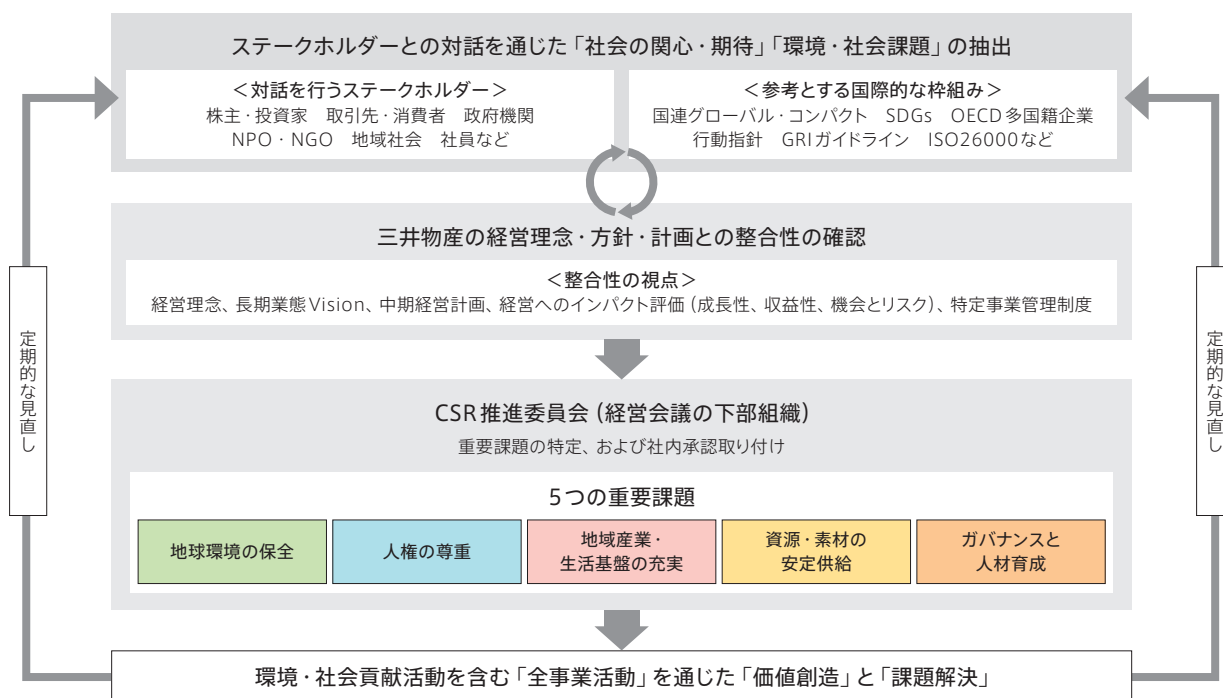 ステークホルダーとの対話を通じた「社会の関心・期待」「環境・社会課題」の抽出
＜対話を行うステークホルダー＞
株主・投資家　取引先・消費者　政府機関
NPO・NGO　地域社会　社員など
＜参考とする国際的な枠組み＞
国連グローバル・コンパクト　SDGs　OECD多国籍企業
行動指針　GRIガイドライン　ISO26000など
三井物産の経営理念・方針・計画との整合性の確認
＜整合性の視点＞
経営理念、長期業態Vision、中期経営計画、経営へのインパクト評価（成長性、収益性、機会とリスク）、特定事業管理制度
定期的な見直し
定期的な見直し
CSR推進委員会（経営会議の下部組織）
重要課題の特定、および社内承認取り付け
5つの重要課題
地球環境の保全
人権の尊重
地域産業・
生活基盤の充実
資源・素材の
安定供給
ガバナンスと
人材育成
環境・社会貢献活動を含む「全事業活動」を通じた「価値創造」と「課題解決」